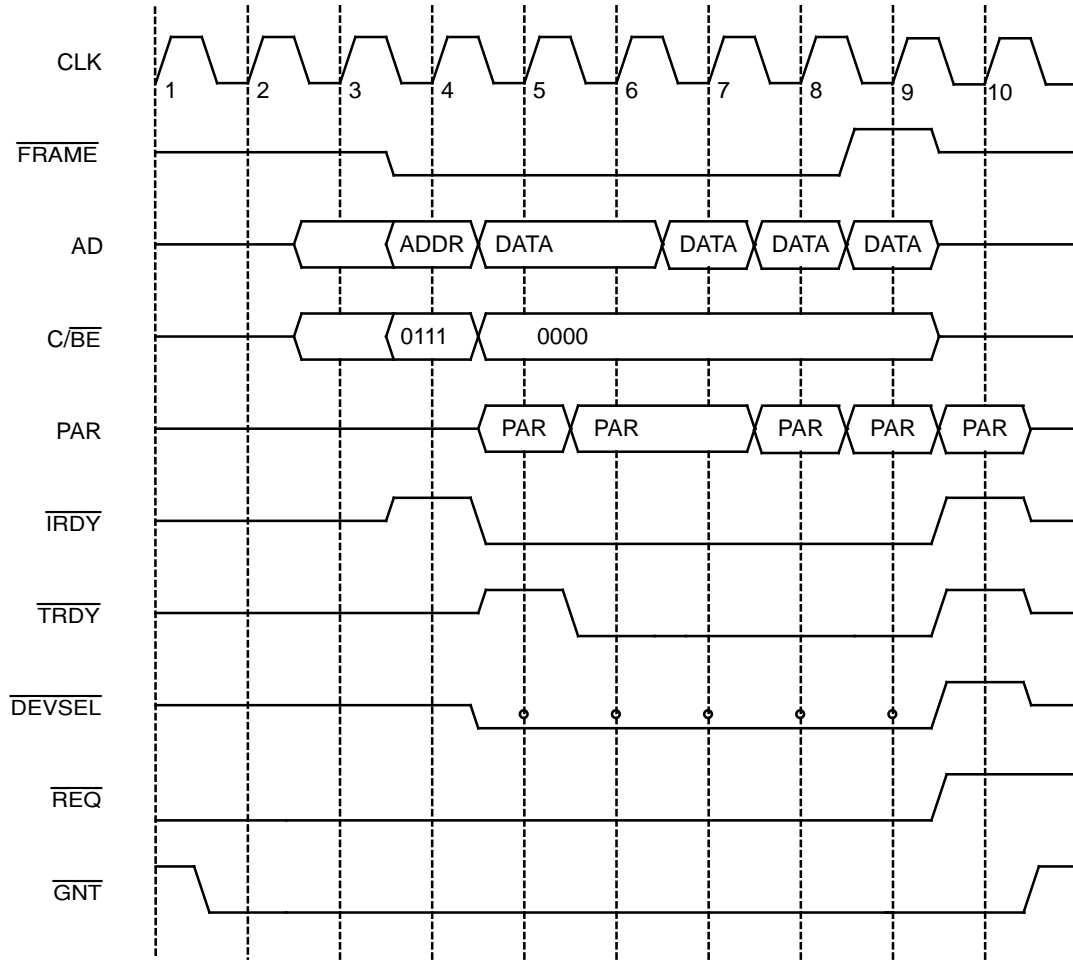 CLK
1 2 3 4 5 6 7 8 9 10
FRAME
AD
ADDR DATA DATA DATA DATA
C/BE
0111 0000
PAR
PAR PAR PAR PAR PAR
IRDY
TRDY
DEVSEL
REQ
GNT